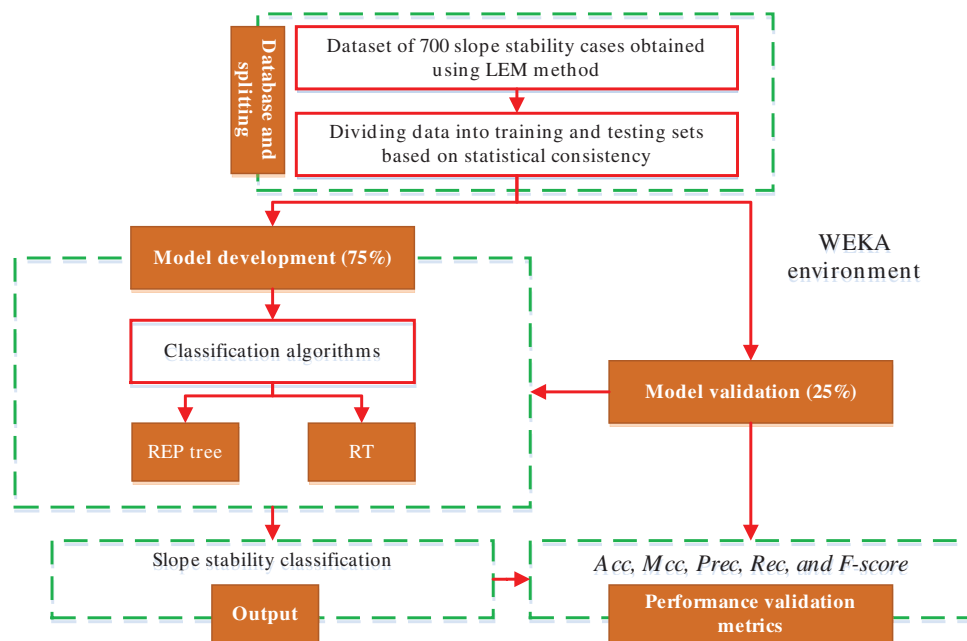 Database and
splitting
Dataset of 700 slope stability cases obtained
using LEM method
Dividing data into training and testing sets
based on statistical consistency
Model development (75%)
WEKA
environment
Classification algorithms
Model validation (25%)
REP tree
RT
Slope stability classification
Output
Acc, Mcc, Prec, Rec, and F-score
Performance validation
metrics